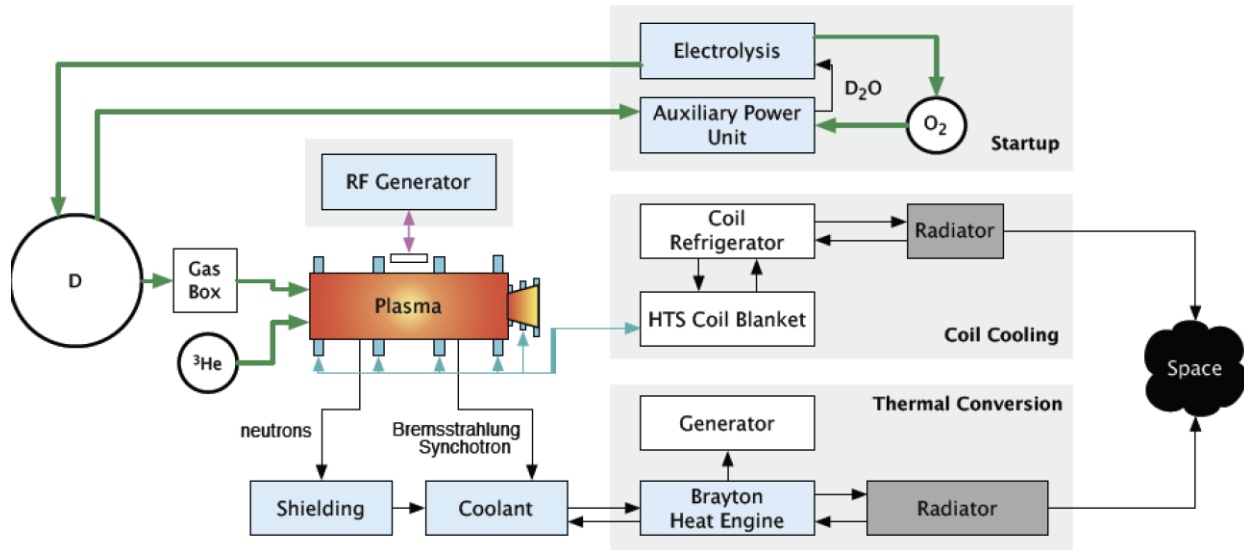 Electrolysis
D₂O
Auxiliary Power
Unit
O₂
Startup
RF Generator
D
Gas
Box
Plasma
³He
Coil
Refrigerator
Radiator
HTS Coil Blanket
Coil Cooling
Space
neutrons
Bremsstrahlung
Synchotron
Thermal Conversion
Generator
Shielding
Coolant
Brayton
Heat Engine
Radiator